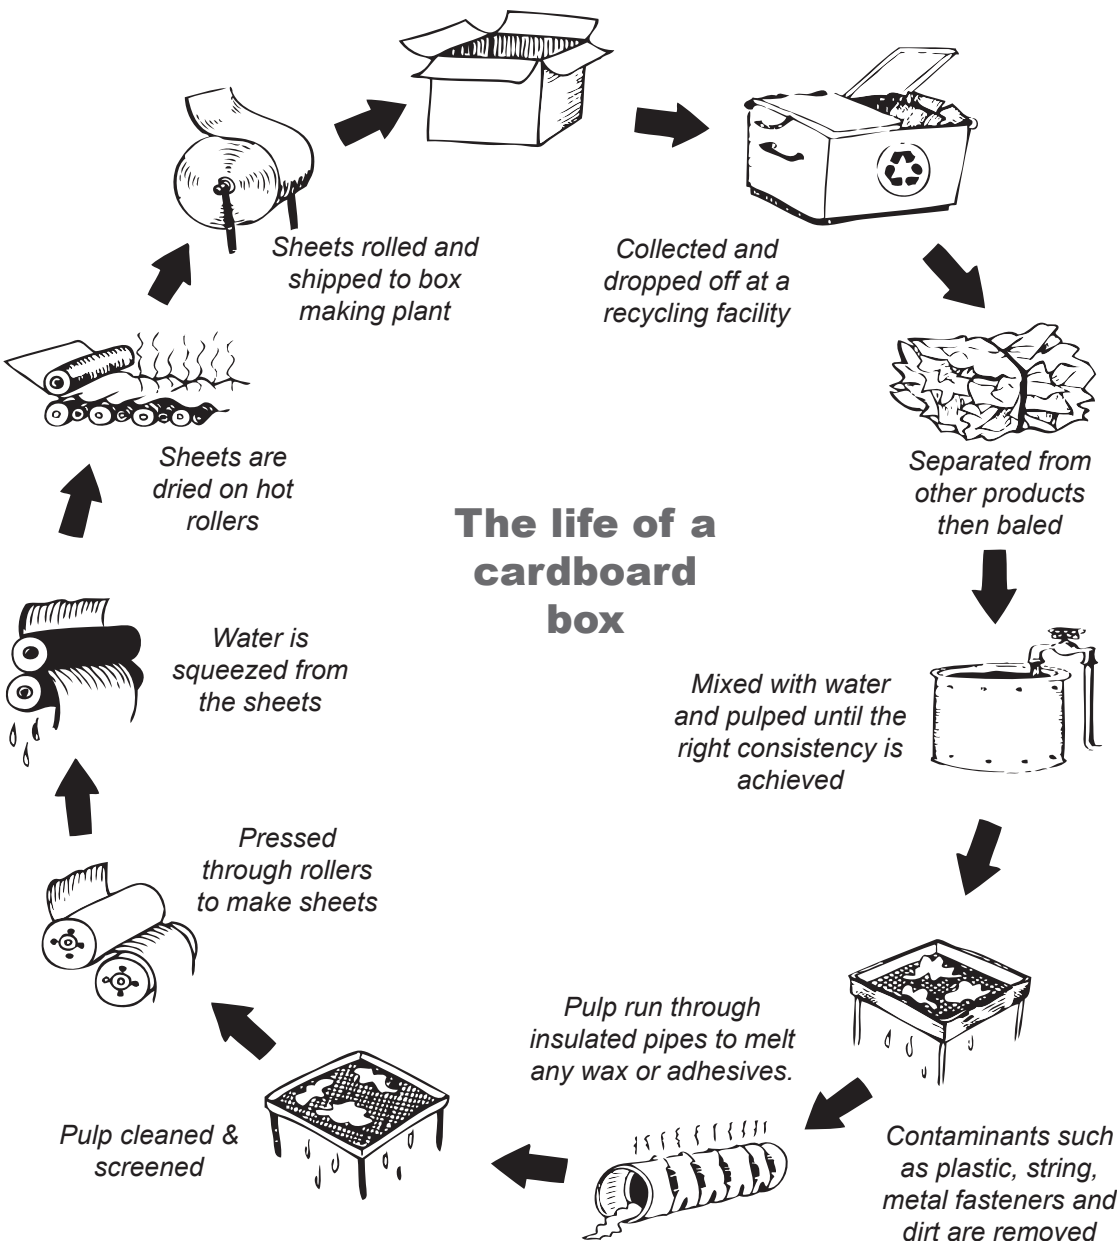 The life of a
cardboard
box
Collected and
dropped off at a
recycling facility
Separated from
other products
then baled
Mixed with water
and pulped until the
right consistency is
achieved
Contaminants such
as plastic, string,
metal fasteners and
dirt are removed
Pulp run through
insulated pipes to melt
any wax or adhesives.
Pulp cleaned &
screened
Pressed
through rollers
to make sheets
Water is
squeezed from
the sheets
Sheets are
dried on hot
rollers
Sheets rolled and
shipped to box
making plant